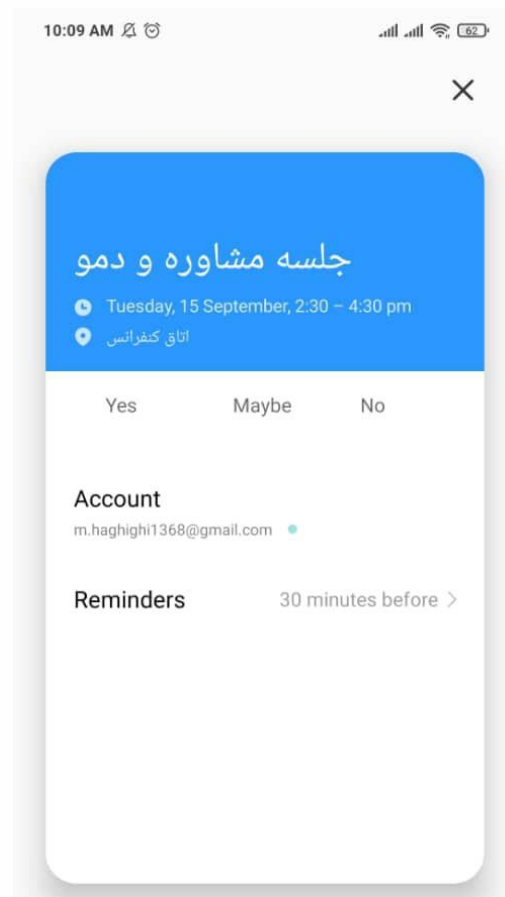 10:09 AM
62
جلسه مشاوره و دمو
Tuesday, 15 September, 2:30 – 4:30 pm
اتاق کنفرانس
Yes Maybe No
Account
m.haghighi1368@gmail.com
Reminders 30 minutes before